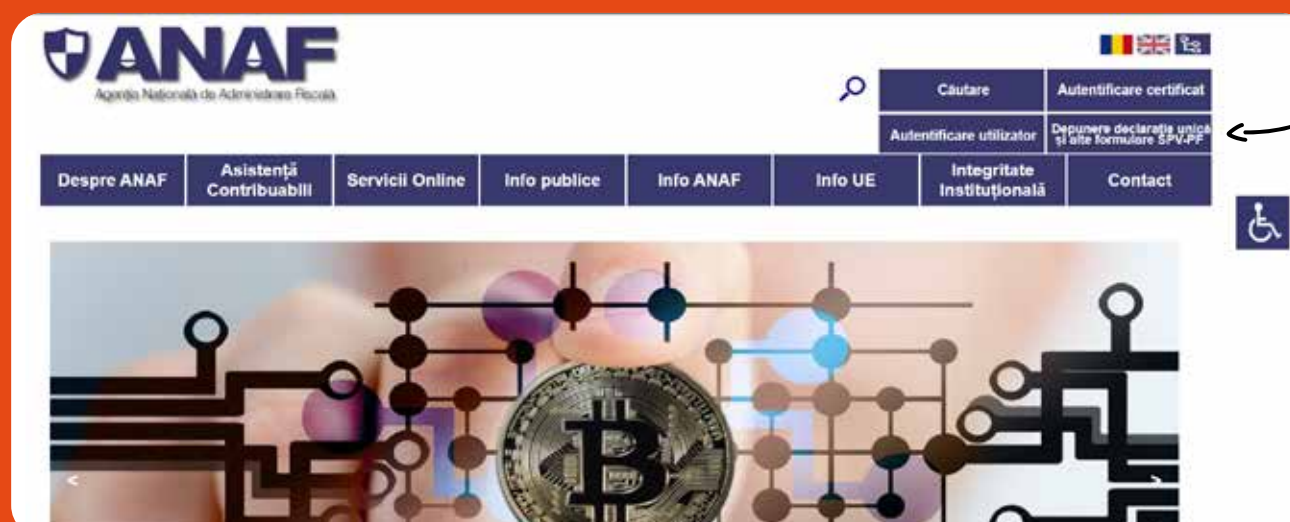 ANAF
Agenția Națională de Administrare Fiscală
Căutare
Autentificare certificat
Autentificare utilizator
Depunere declarație unică
și alte formulare SPV-PF
Despre ANAF
Asistență
Contribuabili
Servicii Online
Info publice
Info ANAF
Info UE
Integritate
Instituțională
Contact